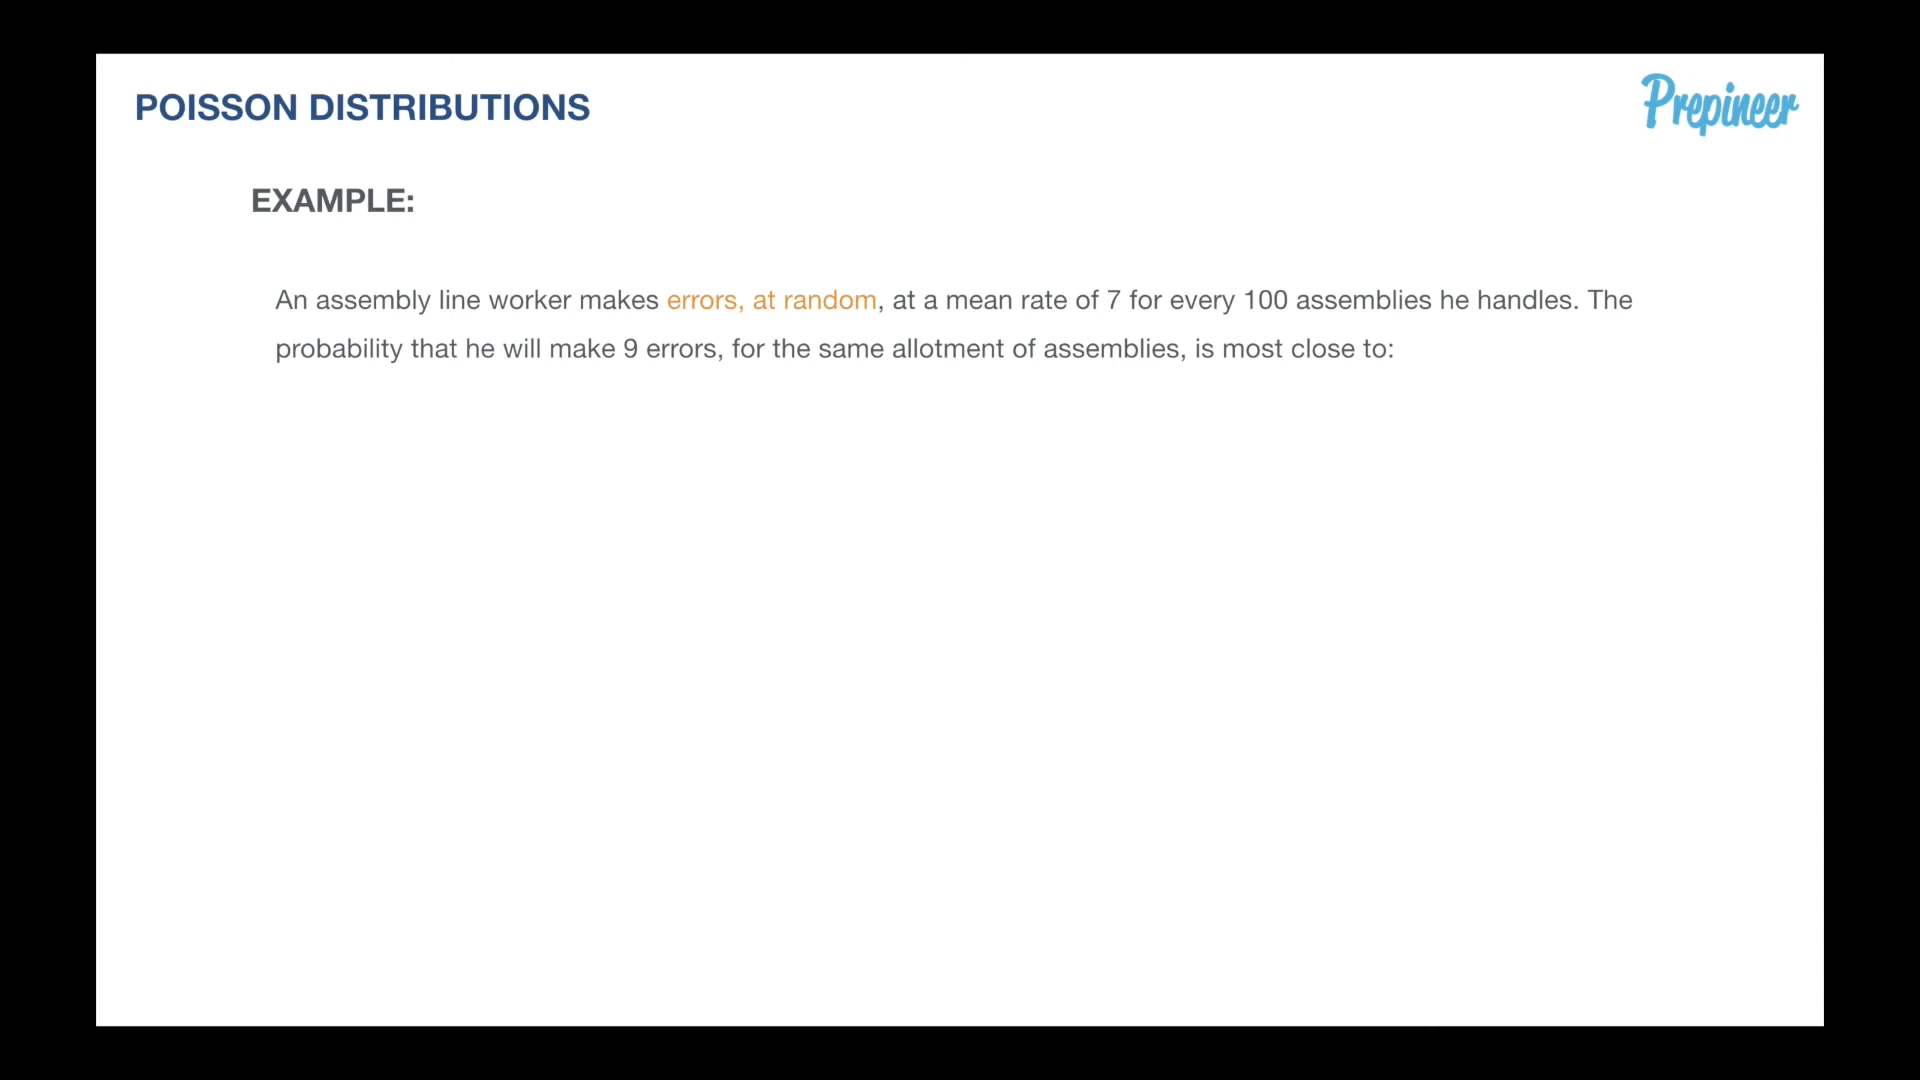 POISSON DISTRIBUTIONS
Prepineer
EXAMPLE:
An assembly line worker makes errors, at random, at a mean rate of 7 for every 100 assemblies he handles. The
probability that he will make 9 errors, for the same allotment of assemblies, is most close to: